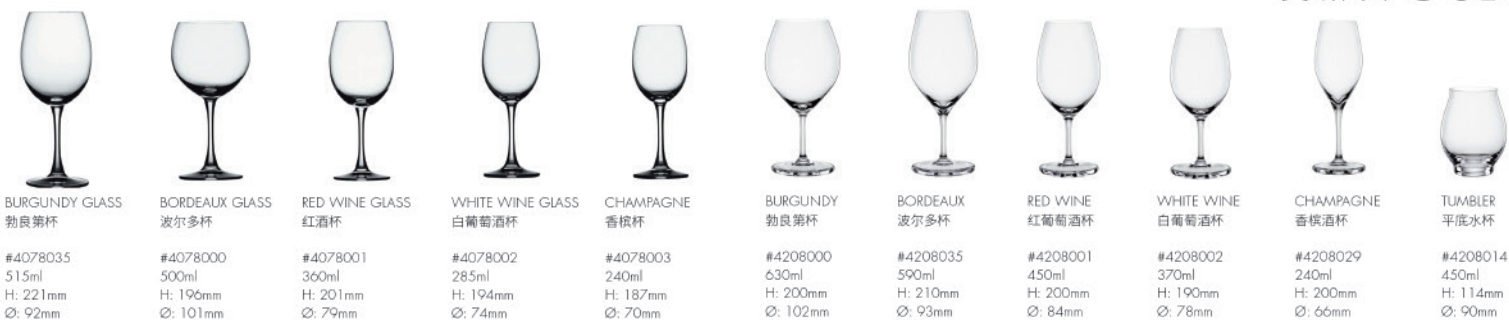 BURGUNDY GLASS
勃良第杯
#4078035
515ml
H: 221mm
Ø: 92mm
BORDEAUX GLASS
波尔多杯
#4078000
500ml
H: 196mm
Ø: 101mm
RED WINE GLASS
红酒杯
#4078001
360ml
H: 201mm
Ø: 79mm
WHITE WINE GLASS
白葡萄酒杯
#4078002
285ml
H: 194mm
Ø: 74mm
CHAMPAGNE
香槟杯
#4078003
240ml
H: 187mm
Ø: 70mm
BURGUNDY
勃良第杯
#4208000
630ml
H: 200mm
Ø: 102mm
BORDEAUX
波尔多杯
#4208035
590ml
H: 210mm
Ø: 93mm
RED WINE
红葡萄酒杯
#4208001
450ml
H: 200mm
Ø: 84mm
WHITE WINE
白葡萄酒杯
#4208002
370ml
H: 190mm
Ø: 78mm
CHAMPAGNE
香槟酒杯
#4208029
240ml
H: 200mm
Ø: 66mm
TUMBLER
平底水杯
#4208014
450ml
H: 114mm
Ø: 90mm